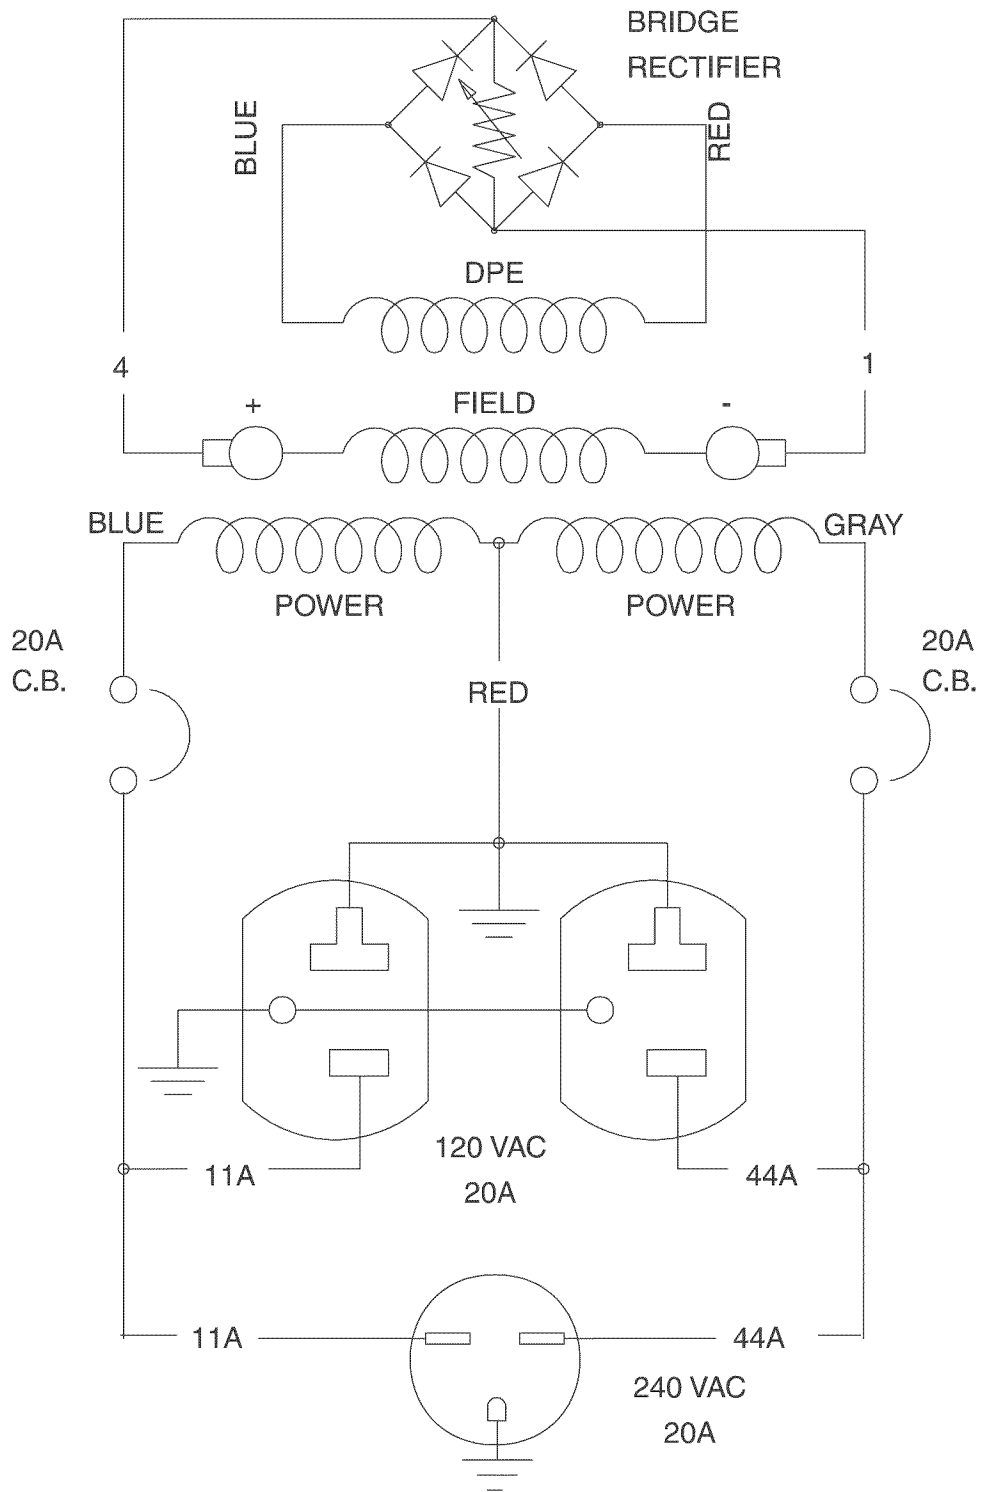 BRIDGE
RECTIFIER
BLUE
RED
DPE
4
1
+
FIELD
-
BLUE
GRAY
POWER
POWER
20A
C.B.
20A
C.B.
RED
120 VAC
20A
11A
44A
11A
44A
240 VAC
20A